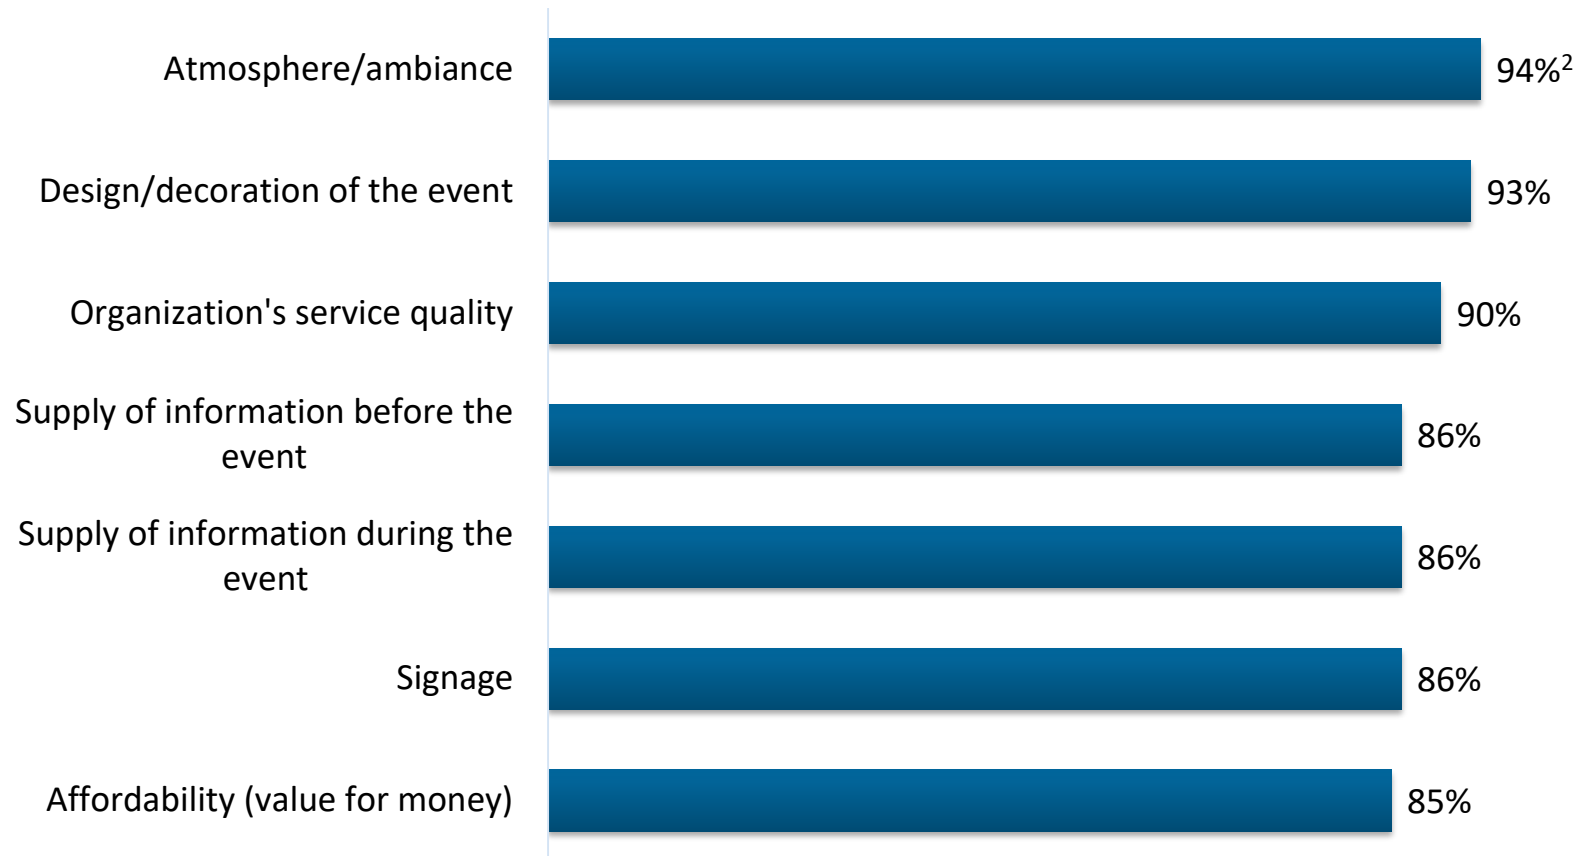 Atmosphere/ambiance
94%²
Design/decoration of the event
93%
Organization's service quality
90%
Supply of information before the
event
86%
Supply of information during the
event
86%
Signage
86%
Affordability (value for money)
85%